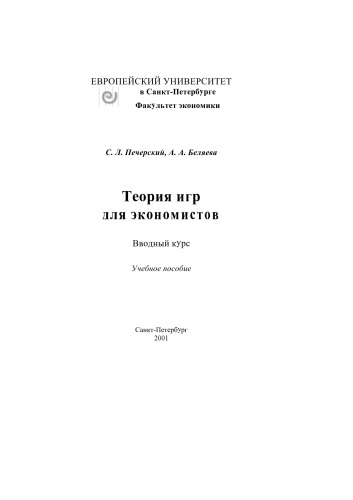 ЕВРОПЕЙСКИЙ УНИВЕРСИТЕТ
в Санкт-Петербурге
Факультет экономики
С. Л. Печерский, А. А. Беляева
Теория игр
для экономистов
Вводный курс
Учебное пособие
Санкт-Петербург
2001